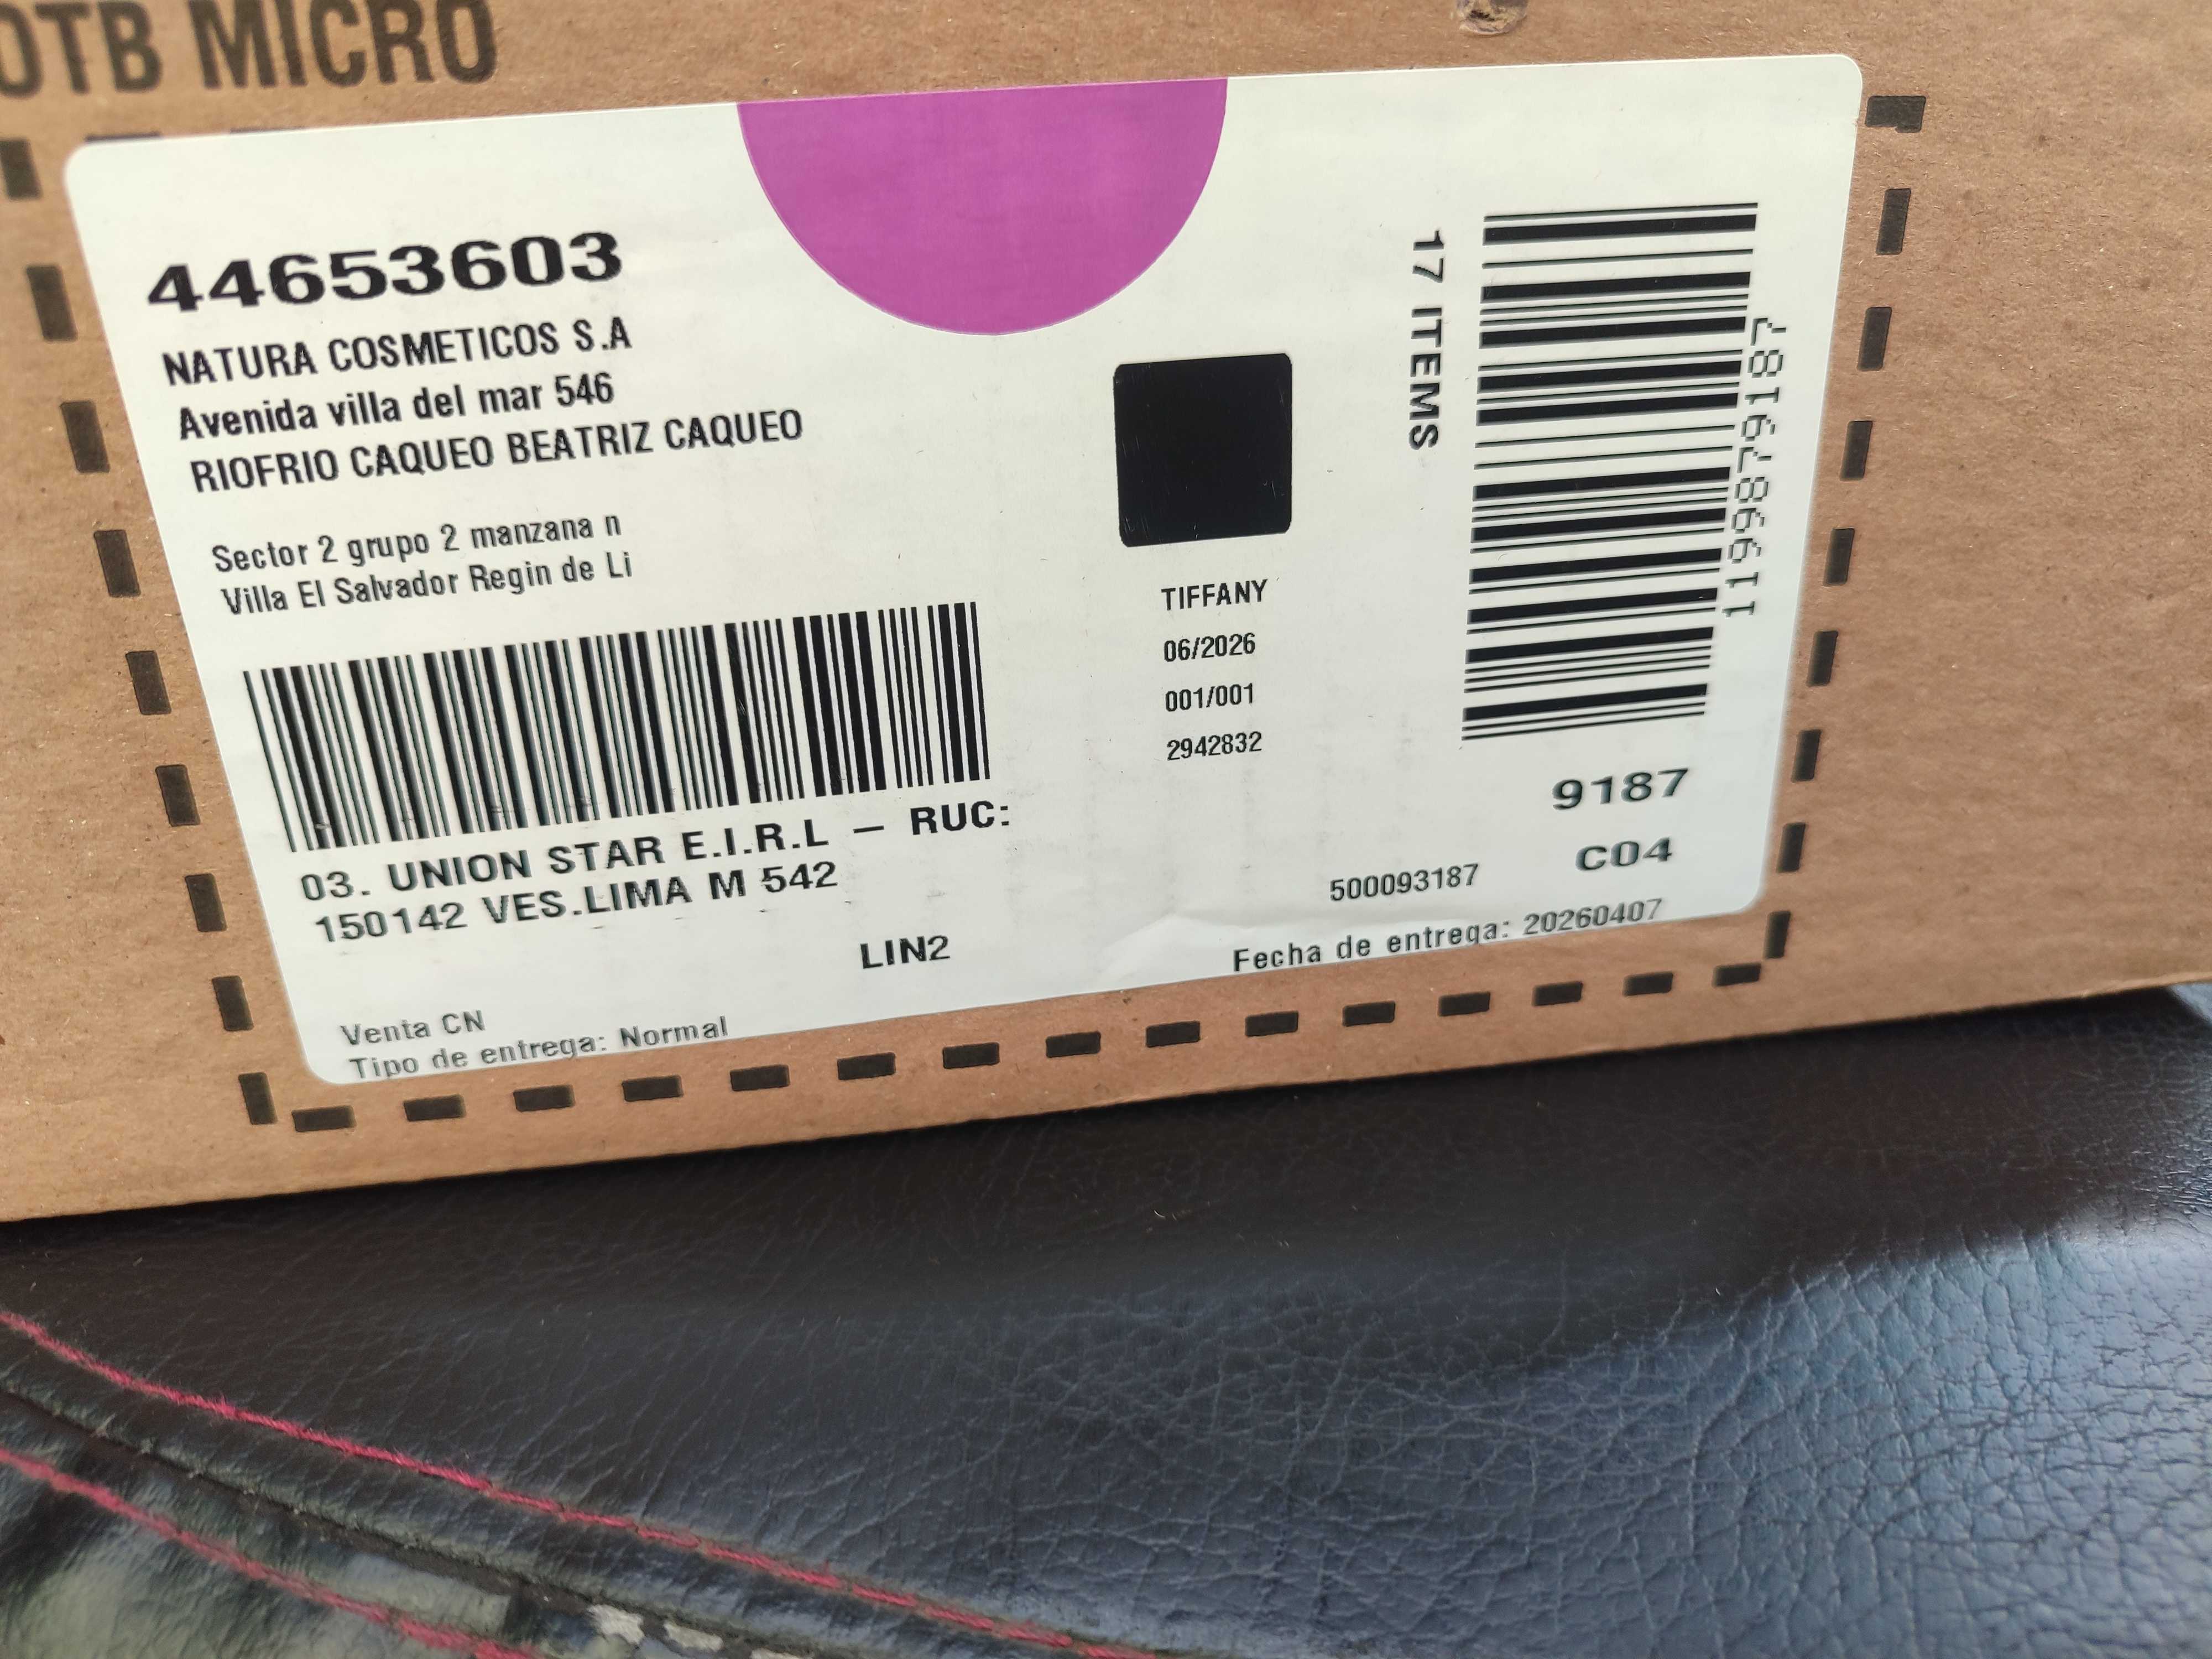 OTB MICRO
44653603
NATURA COSMETICOS S.A
Avenida villa del mar 546
RIOFRIO CAQUEO BEATRIZ CAQUEO
Sector 2 grupo 2 manzana n
Villa El Salvador Regin de Li
03. UNION STAR E.I.R.L – RUC:
150142 VES.LIMA M 542
LIN2
Venta CN
Tipo de entrega: Normal
TIFFANY
06/2026
001/001
2942832
17 ITEMS
1199879187
9187
C04
500093187
Fecha de entrega: 20260407